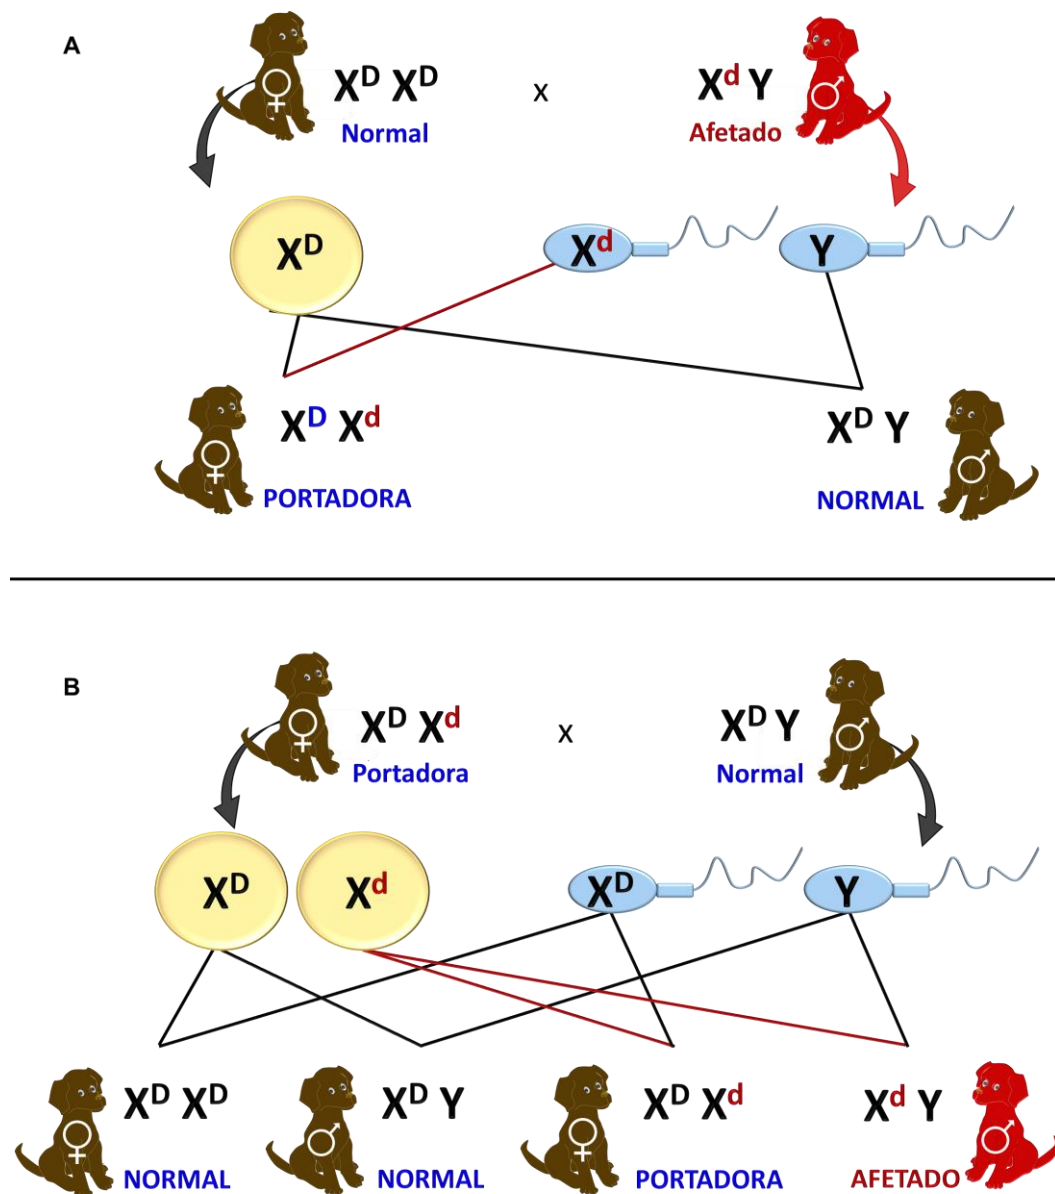 A
X^D X^D x X^d Y
Normal Afetado
X^D X^d Y
X^D X^d X^D Y
PORTADORA NORMAL
B
X^D X^d x X^D Y
Portadora Normal
X^D X^d X^D Y
X^D X^D X^D Y X^D X^d X^d Y
NORMAL NORMAL PORTADORA AFETADO